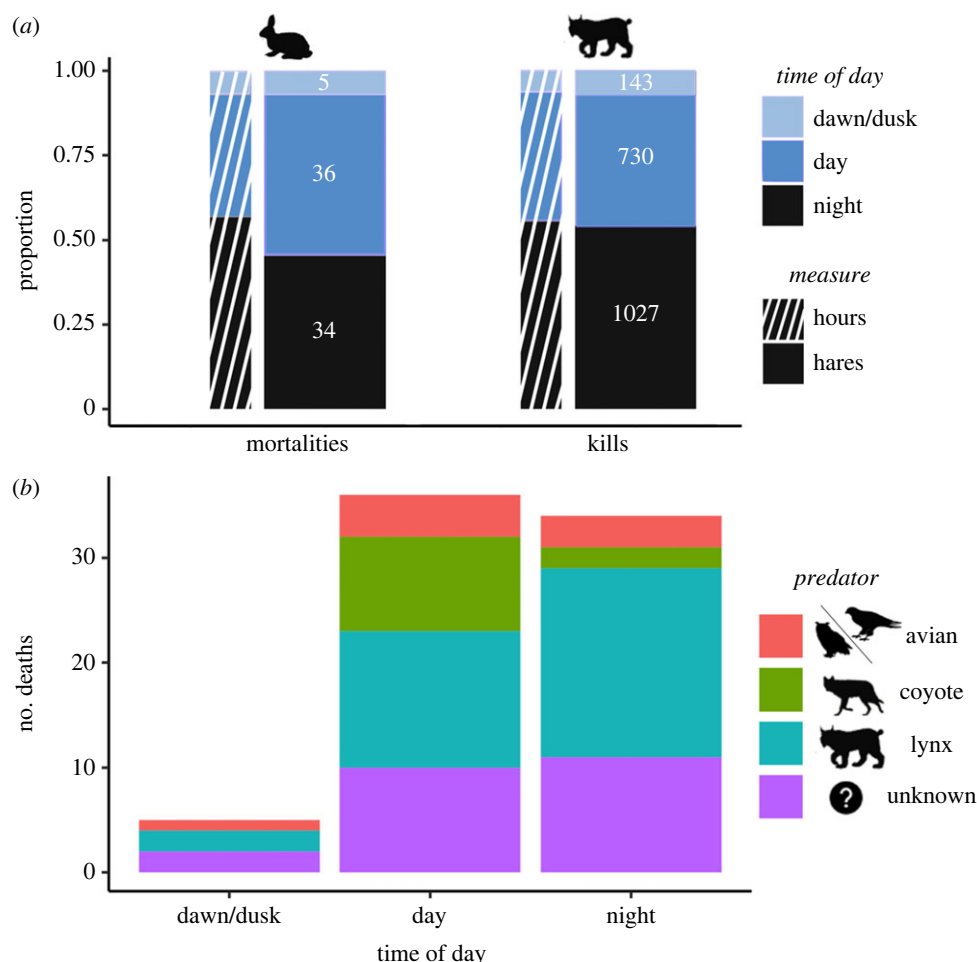 (a)
1.00
0.75
0.50
0.25
0
proportion
5
36
34
143
730
1027
mortalities
kills
time of day
dawn/dusk
day
night
measure
hours
hares
(b)
30
20
10
0
no. deaths
dawn/dusk
day
night
time of day
predator
avian
coyote
lynx
?
unknown